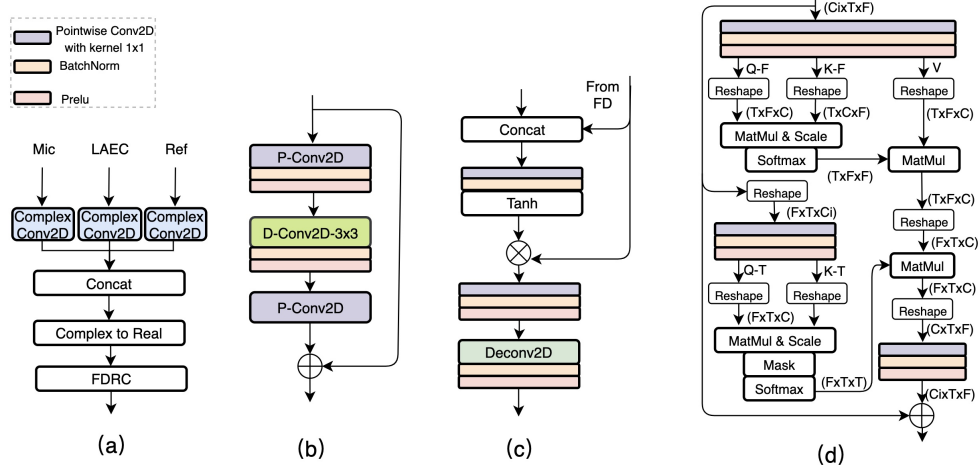 Pointwise Conv2D
with kernel 1x1
BatchNorm
Prelu
Mic
LAEC
Ref
Complex
Conv2D
Complex
Conv2D
Complex
Conv2D
Concat
Complex to Real
FDRC
(a)
P-Conv2D
D-Conv2D-3x3
P-Conv2D
(b)
From
FD
Concat
Tanh
Deconv2D
(c)
(CixTxF)
Q-F
K-F
V
Reshape
Reshape
Reshape
(TxFxC)
(TxCxF)
(TxFxC)
MatMul & Scale
Softmax
MatMul
(TxFxF)
Reshape
(TxFxC)
(FxTxCi)
Reshape
(FxTxC)
MatMul
Q-T
K-T
(FxTxC)
Reshape
Reshape
Reshape
(FxTxC)
(CxTxF)
MatMul & Scale
Mask
Softmax
(FxTxT)
(CixTxF)
(d)